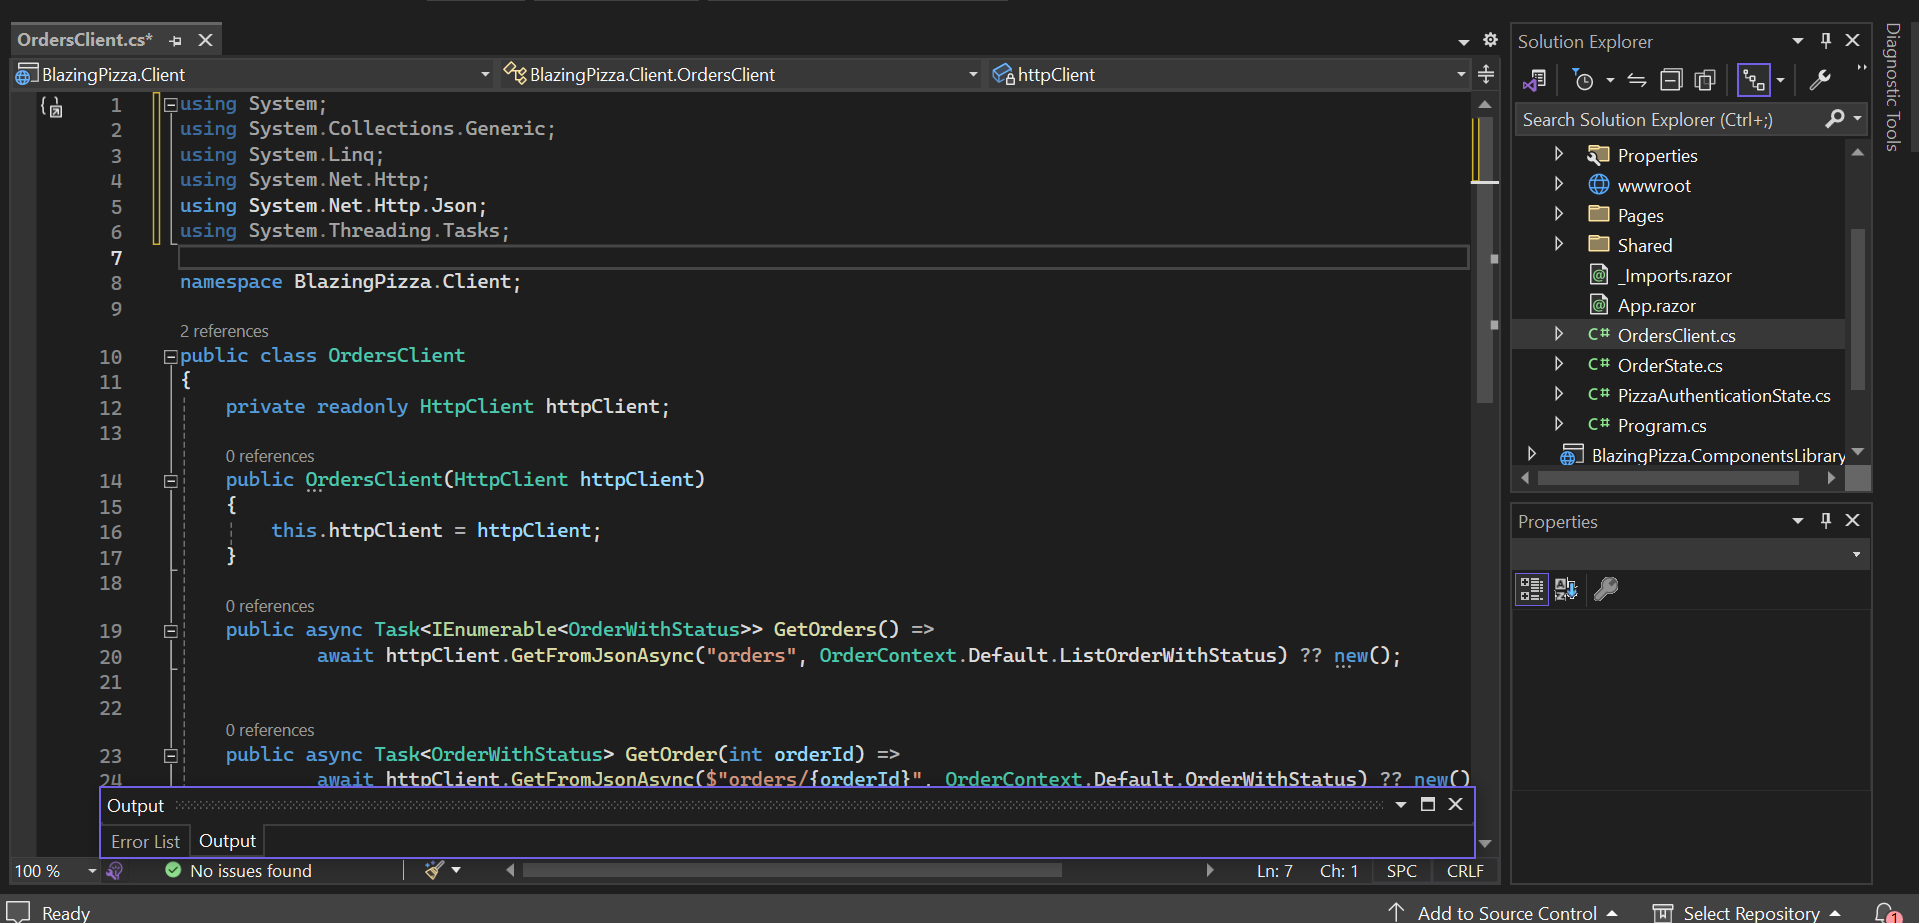 OrdersClient.cs*
BlazingPizza.Client
BlazingPizza.Client.OrdersClient
httpClient
1 using System;
2 using System.Collections.Generic;
3 using System.Linq;
4 using System.Net.Http;
5 using System.Net.Http.Json;
6 using System.Threading.Tasks;
7
8 namespace BlazingPizza.Client;
9
2 references
10 public class OrdersClient
11 {
12 private readonly HttpClient httpClient;
13
0 references
14 public OrdersClient(HttpClient httpClient)
15 {
16 this.httpClient = httpClient;
17 }
18
0 references
19 public async Task<IEnumerable<OrderWithStatus>> GetOrders() =>
20 await httpClient.GetFromJsonAsync("orders", OrderContext.Default.ListOrderWithStatus) ?? new();
21
22
0 references
23 public async Task<OrderWithStatus> GetOrder(int orderId) =>
24 await httpClient.GetFromJsonAsync($"orders/{orderId}", OrderContext.Default.OrderWithStatus) ?? new()
Output
Error List
Output
100 %
No issues found
Ln: 7
Ch: 1
SPC
CRLF
Solution Explorer
Search Solution Explorer (Ctrl+;)
Properties
wwwroot
Pages
Shared
_Imports.razor
App.razor
C# OrdersClient.cs
C# OrderState.cs
C# PizzaAuthenticationState.cs
C# Program.cs
BlazingPizza.ComponentsLibrary
Properties
Diagnostic Tools
Ready
Add to Source Control
Select Repository
1